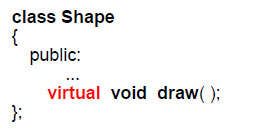 class Shape
{
public:
...
virtual void draw( );
};